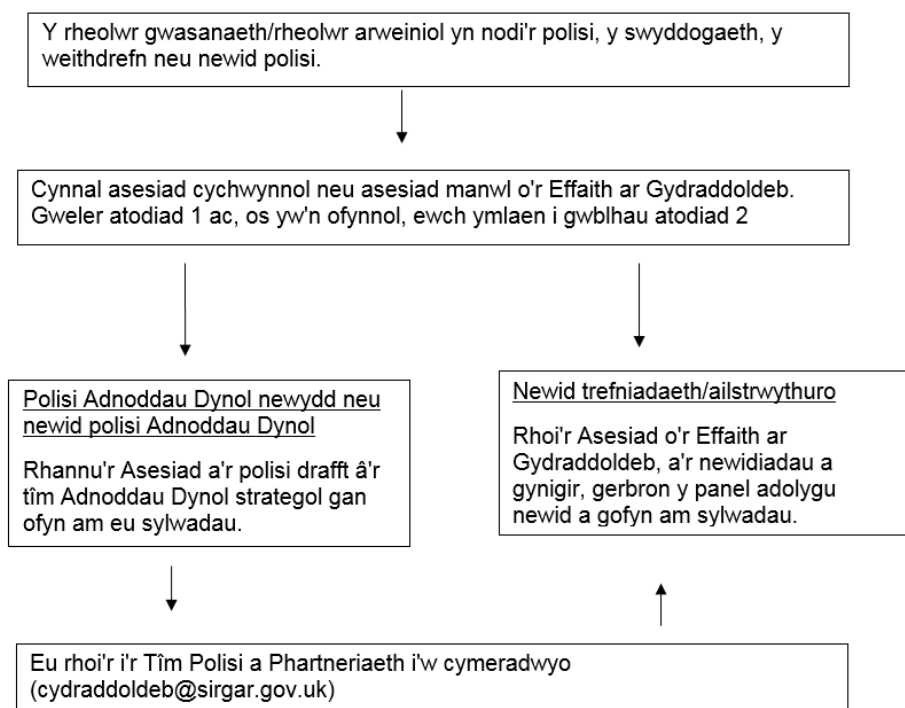 Y rheolwr gwasanaeth/rheolwr arweiniol yn nodi'r polisi, y swyddogaeth, y
weithdrefn neu newid polisi.
Cynnal asesiad cychwynnol neu asesiad manwl o'r Effaith ar Gydraddoldeb.
Gweler atodiad 1 ac, os yw'n ofynnol, ewch ymlaen i gwblhau atodiad 2
Polisi Adnoddau Dynol newydd neu
newid polisi Adnoddau Dynol
Rhannu'r Asesiad a'r polisi drafft â'r
tîm Adnoddau Dynol strategol gan
ofyn am eu sylwadau.
Newid trefniadaeth/ailstrwythuro
Rhoi'r Asesiad o'r Effaith ar
Gydraddoldeb, a'r newidiadau a
gynigir, gerbron y panel adolygu
newid a gofyn am sylwadau.
Eu rhoi'r i'r Tîm Polisi a Phartneriaeth i'w cymeradwyo
(cydraddoldeb@sirgar.gov.uk)